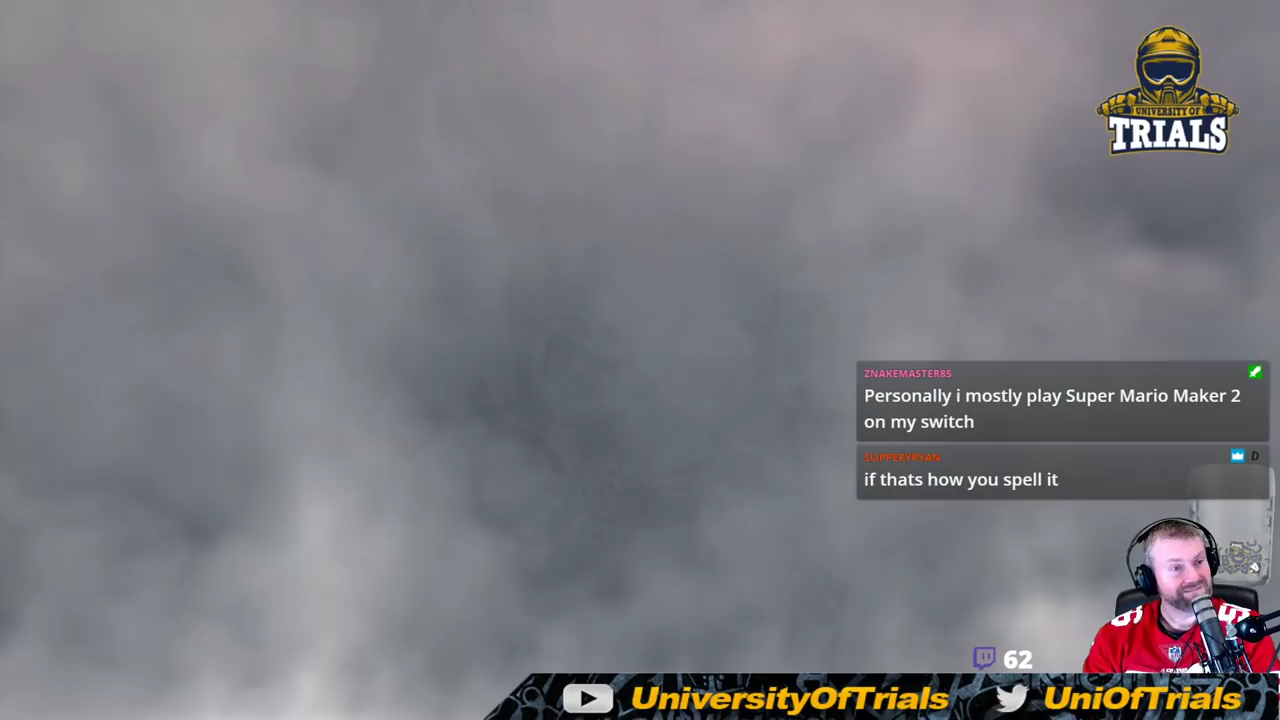 UNIVERSITY OF
TRIALS
ZNAKEMASTER85
Personally i mostly play Super Mario Maker 2
on my switch
SLIPPERYRYAN
D
if thats how you spell it
62
UniversityOfTrials
UniOfTrials